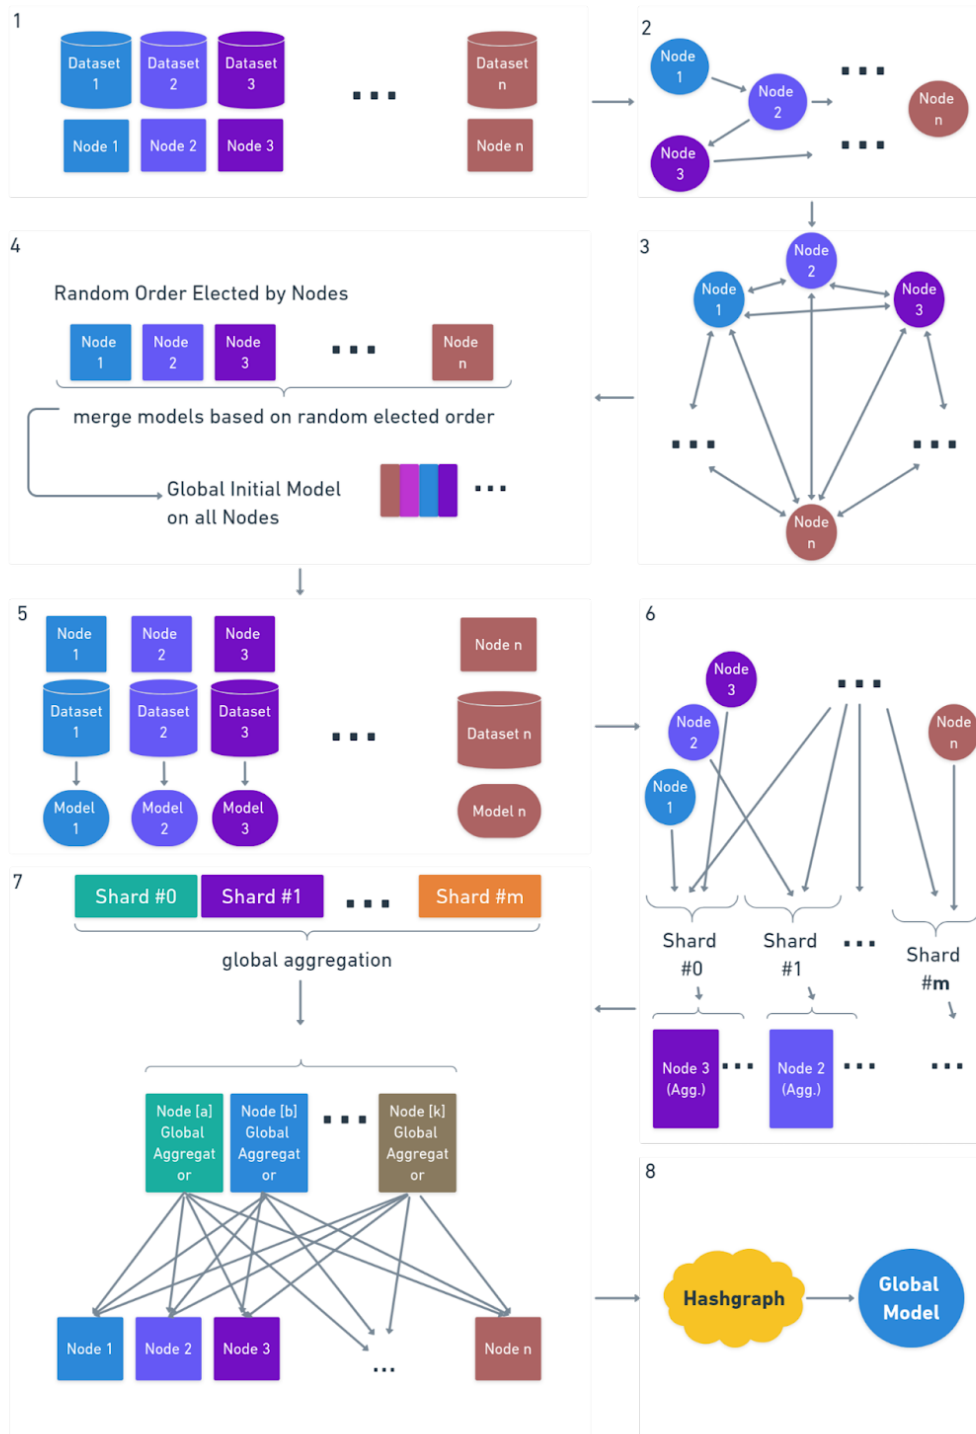 1
Dataset
1
Dataset
2
Dataset
3
...
Dataset
n
Node 1
Node 2
Node 3
Node n
2
Node
1
Node
2
Node
3
...
...
Node
n
3
Node
1
Node
2
Node
3
...
...
Node
n
4
Random Order Elected by Nodes
Node
1
Node
2
Node
3
...
Node
n
merge models based on random elected order
Global Initial Model
on all Nodes
...
5
Node
1
Node
2
Node
3
Node n
Dataset
1
Dataset
2
Dataset
3
...
Dataset n
Model
1
Model
2
Model
3
Model n
6
Node
3
...
Node
2
Node
n
Node
1
Shard
#0
Shard
#1
...
Shard
#m
Node 3
(Agg.)
...
Node 2
(Agg.)
...
...
7
Shard #0
Shard #1
...
Shard #m
global aggregation
Node [a]
Global
Aggregat
or
Node [b]
Global
Aggregat
or
...
Node [k]
Global
Aggregat
or
Node 1
Node 2
Node 3
...
Node n
8
Hashgraph
Global
Model